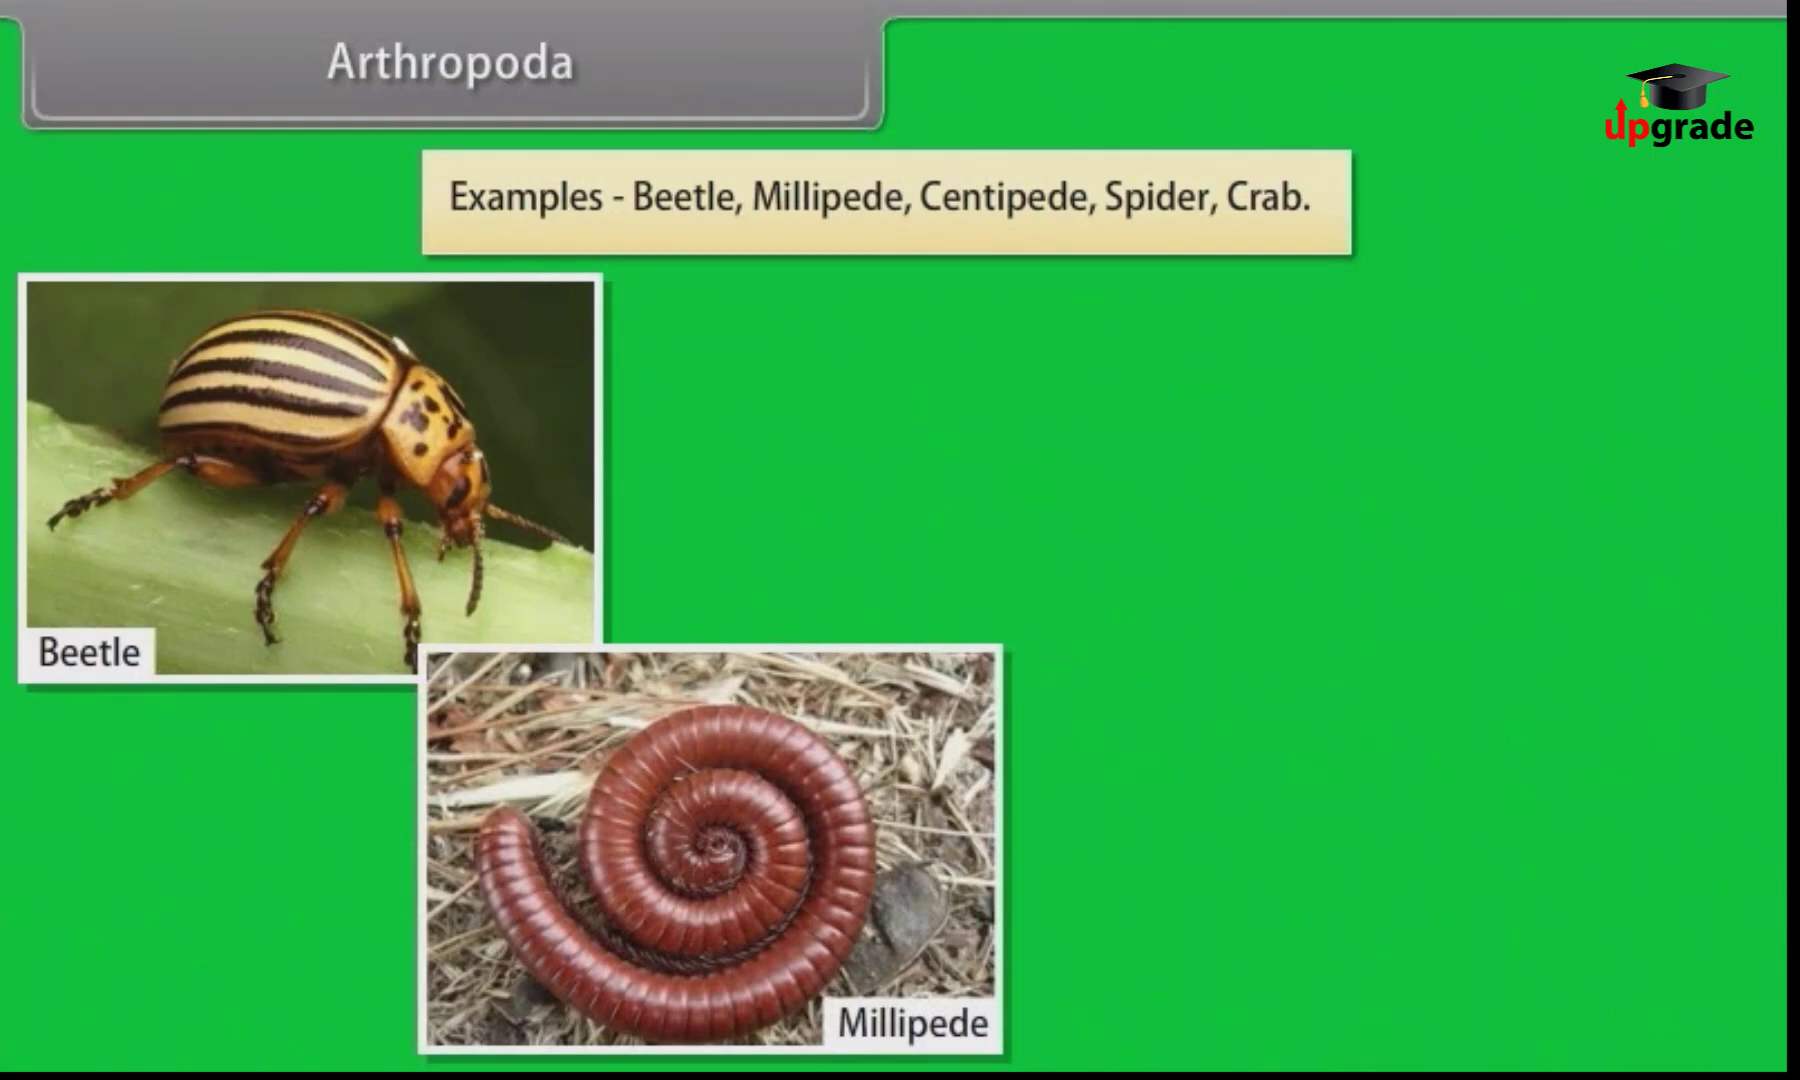 Arthropoda
upgrade
Examples - Beetle, Millipede, Centipede, Spider, Crab.
Beetle
Millipede